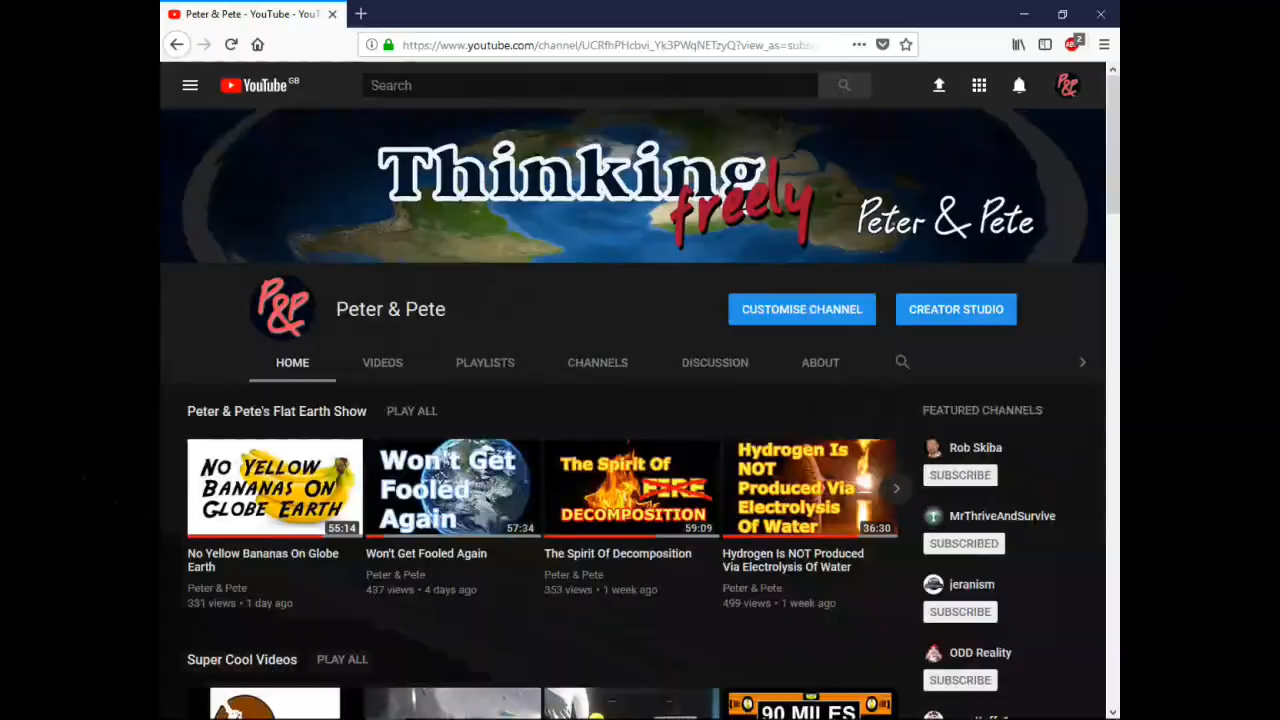 Peter & Pete - YouTube - YouT
https://www.youtube.com/channel/UCRfhPHcbvi_Yk3PWqNETzyQ?view_as=subs
2
YouTube GB
Search
Thinking
freely
Peter & Pete
P&P
Peter & Pete
CUSTOMISE CHANNEL
CREATOR STUDIO
HOME
VIDEOS
PLAYLISTS
CHANNELS
DISCUSSION
ABOUT
Peter & Pete's Flat Earth Show
PLAY ALL
NO YELLOW
BANANAS ON
GLOBE EARTH
55:14
No Yellow Bananas On Globe
Earth
Peter & Pete
331 views • 1 day ago
Won't Get
Fooled
Again
57:34
Won't Get Fooled Again
Peter & Pete
437 views • 4 days ago
The Spirit Of
FIRE
DECOMPOSITION
59:09
The Spirit Of Decomposition
Peter & Pete
353 views • 1 week ago
Hydrogen Is
NOT
Produced Via
Electrolysis
Of Water
36:30
Hydrogen Is NOT Produced
Via Electrolysis Of Water
Peter & Pete
499 views • 1 week ago
FEATURED CHANNELS
Rob Skiba
SUBSCRIBE
MrThriveAndSurvive
SUBSCRIBED
jeranism
SUBSCRIBE
ODD Reality
SUBSCRIBE
Super Cool Videos
PLAY ALL
90 MILES